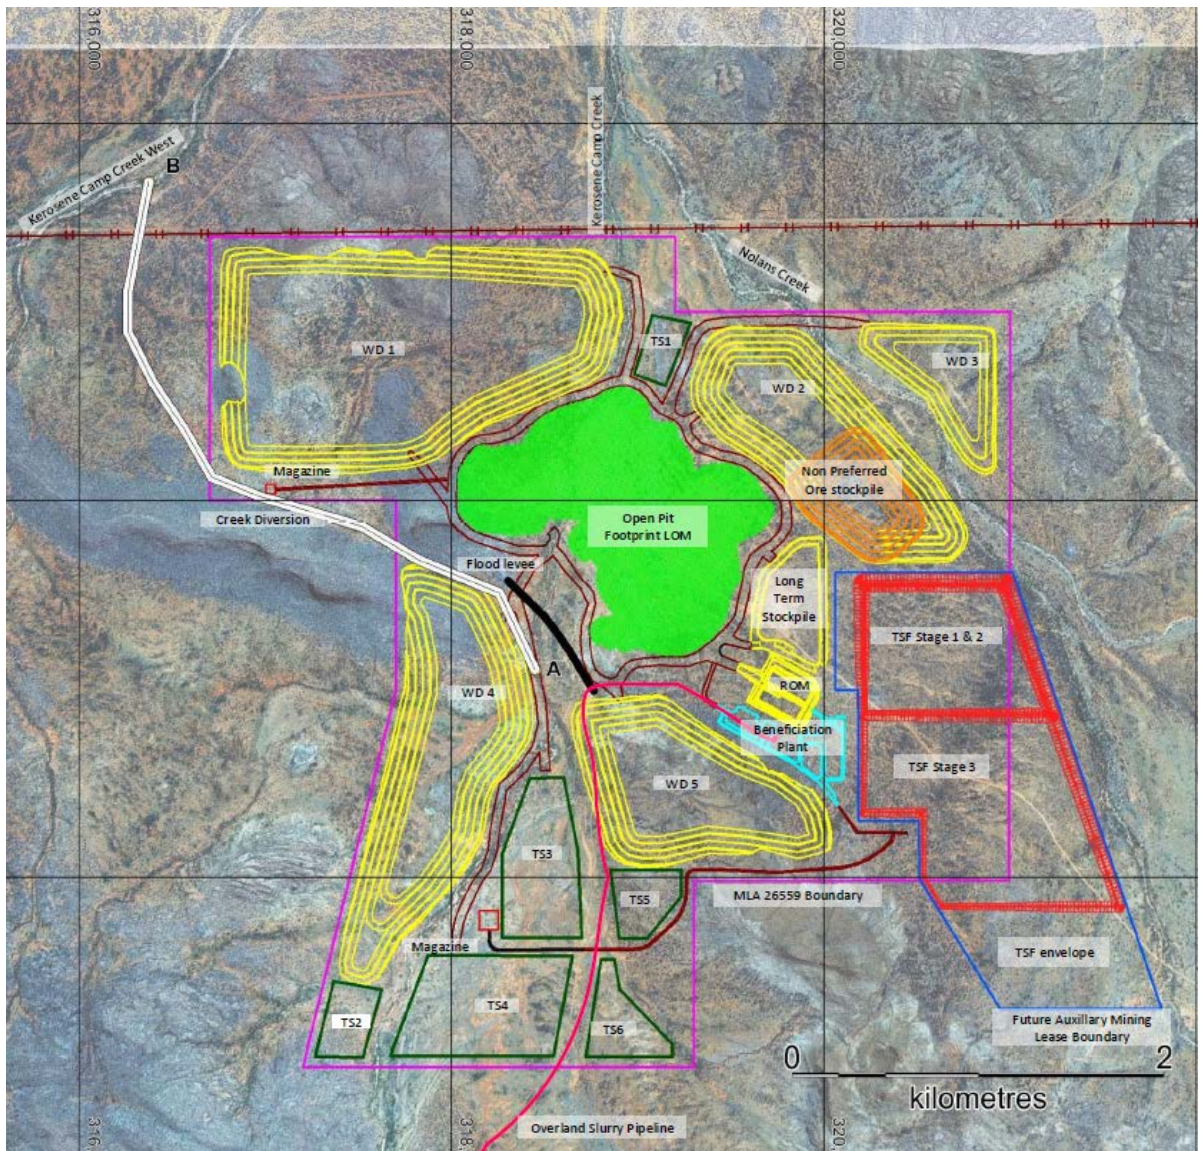 316,000
318,000
320,000
Kerosene Camp Creek West
B
Kerosene Camp Creek
Nolans Creek
WD 1
TS1
WD 2
WD 3
Magazine
Non Preferred
Ore stockpile
Creek Diversion
Open Pit
Footprint LOM
Flood levee
Long
Term
Stockpile
TSF Stage 1 & 2
A
WD 4
ROM
Beneficiation
Plant
TSF Stage 3
WD 5
TS3
TS5
MLA 26559 Boundary
Magazine
TSF envelope
TS4
TS2
TS6
Future Auxillary Mining
Lease Boundary
0
2
kilometres
Overland Slurry Pipeline
316,
318,
320,